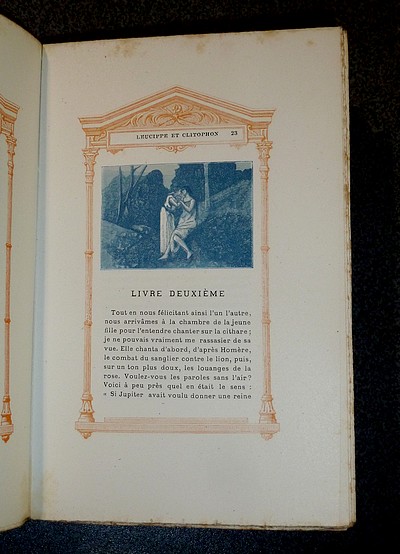 LEUCIPPE ET CLITOPHON 23
LIVRE DEUXIÈME
Tout en nous félicitant ainsi l'un l'autre,
nous arrivâmes à la chambre de la jeune
fille pour l'entendre chanter sur la cithare ;
je ne pouvais vraiment me rassasier de sa
vue. Elle chanta d'abord, d'après Homère,
le combat du sanglier contre le lion, puis,
sur un ton plus doux, les louanges de la
rose. Voulez-vous les paroles sans l'air ?
Voici à peu près quel en était le sens :
« Si Jupiter avait voulu donner une reine